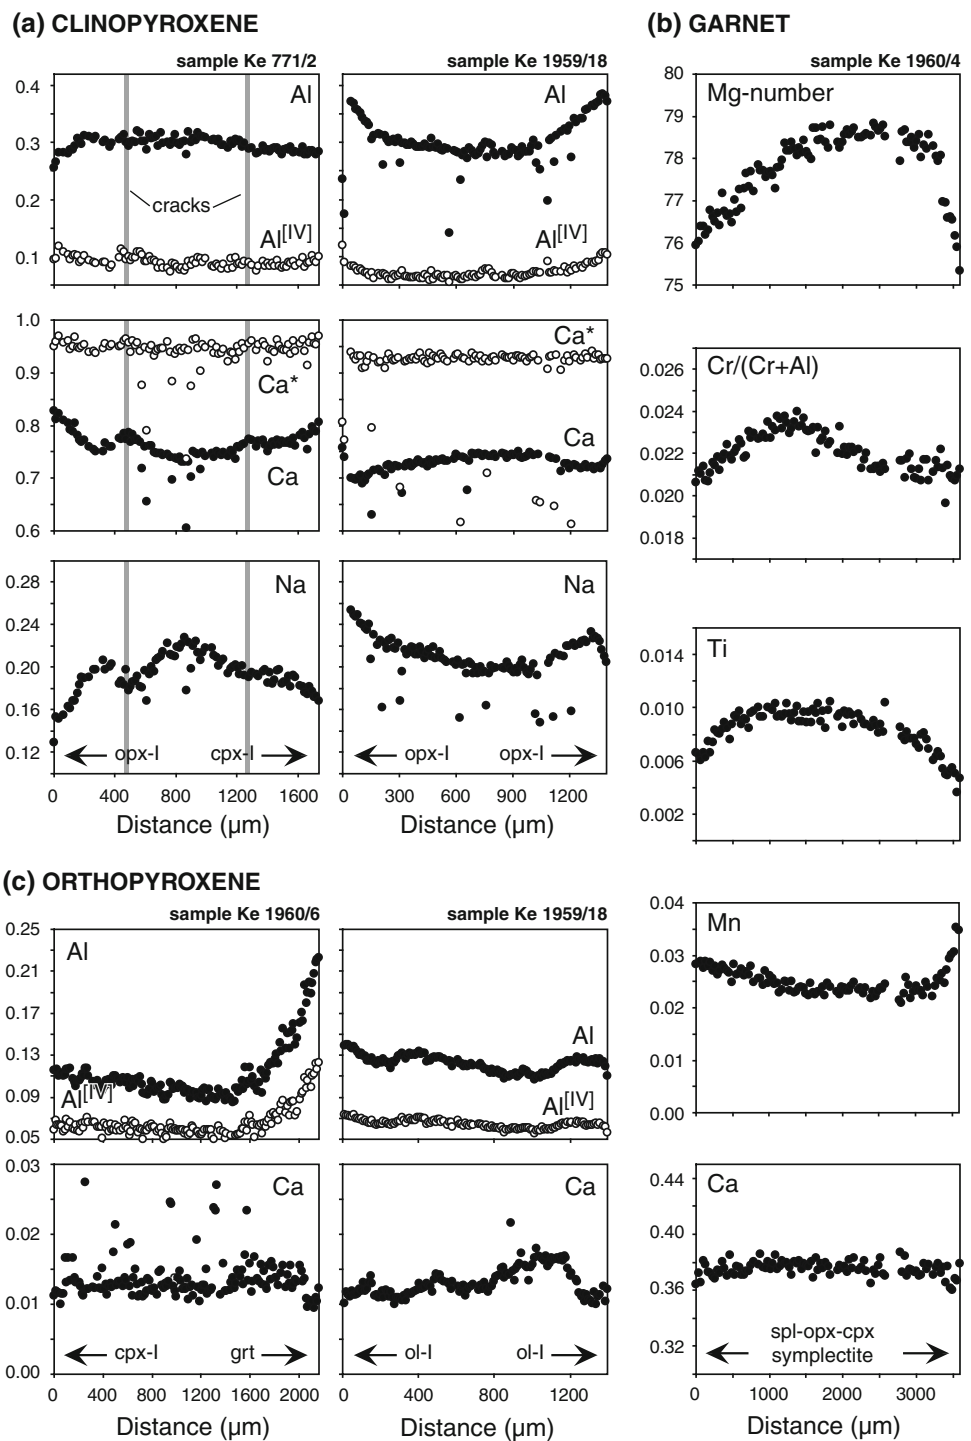 (a) CLINOPYROXENE
sample Ke 771/2
sample Ke 1959/18
0.4
0.3
0.2
0.1
Al
cracks
Al[IV]
Al
Al[IV]
1.0
0.9
0.8
0.7
0.6
Ca*
Ca
Ca*
Ca
0.28
0.24
0.20
0.16
0.12
Na
opx-I
cpx-I
Na
opx-I
opx-I
0 400 800 1200 1600
0 300 600 900 1200
Distance (µm)
Distance (µm)
(b) GARNET
sample Ke 1960/4
80
79
78
77
76
75
Mg-number
0.026
0.024
0.022
0.020
0.018
Cr/(Cr+Al)
0.014
0.010
0.006
0.002
Ti
0.04
0.03
0.02
0.01
0.00
Mn
0.44
0.40
0.36
0.32
Ca
spl-opx-cpx
symplectite
0 1000 2000 3000
Distance (µm)
(c) ORTHOPYROXENE
sample Ke 1960/6
sample Ke 1959/18
0.25
0.21
0.17
0.13
0.09
0.05
Al
Al[IV]
Al
Al[IV]
0.03
0.02
0.01
0.00
Ca
cpx-I
grt
Ca
ol-I
ol-I
0 400 800 1200 1600 2000
0 400 800 1200
Distance (µm)
Distance (µm)